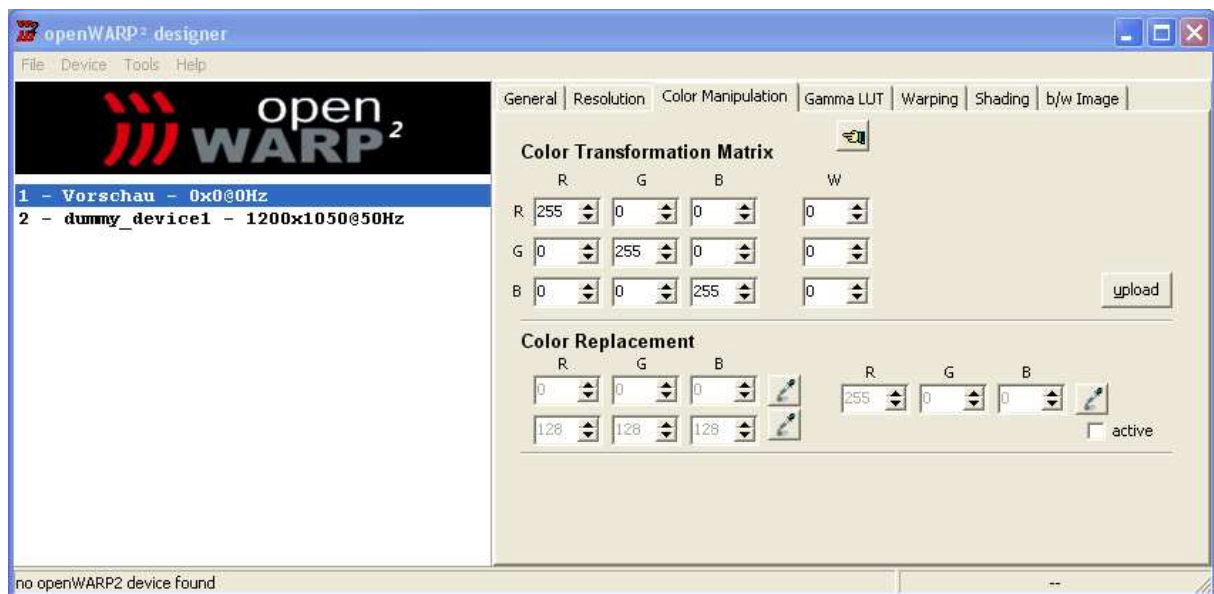 openWARP² designer
File Device Tools Help
open
WARP²
1 - Vorschau - 0x0@0Hz
2 - dummy_device1 - 1200x1050@50Hz
General Resolution Color Manipulation Gamma LUT Warping Shading b/w Image
Color Transformation Matrix
R G B W
R 255 0 0 0
G 0 255 0 0
B 0 0 255 0
upload
Color Replacement
R G B
0 0 0
128 128 128
R G B
255 0 0
active
no openWARP2 device found
--